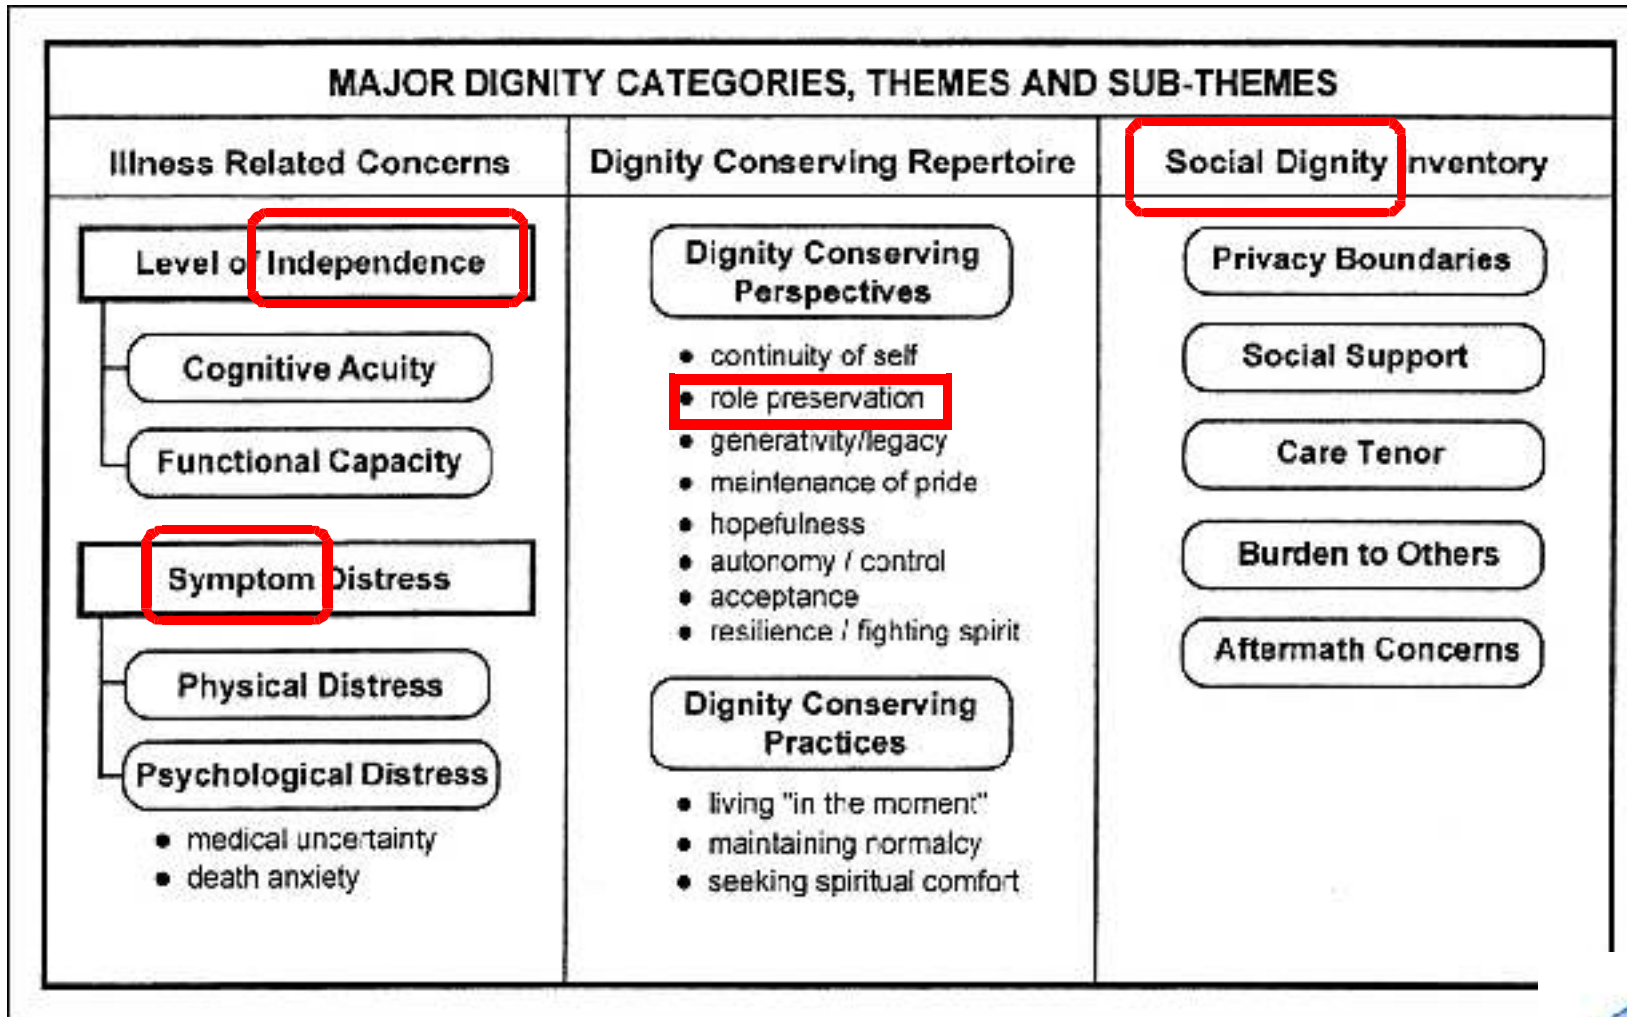 MAJOR DIGNITY CATEGORIES, THEMES AND SUB-THEMES
Illness Related Concerns
Level of Independence
Cognitive Acuity
Functional Capacity
Symptom Distress
Physical Distress
Psychological Distress
• medical uncertainty
• death anxiety
Dignity Conserving Repertoire
Dignity Conserving
Perspectives
• continuity of self
• role preservation
• generativity/legacy
• maintenance of pride
• hopefulness
• autonomy / control
• acceptance
• resilience / fighting spirit
Dignity Conserving
Practices
• living "in the moment"
• maintaining normalcy
• seeking spiritual comfort
Social Dignity Inventory
Privacy Boundaries
Social Support
Care Tenor
Burden to Others
Aftermath Concerns